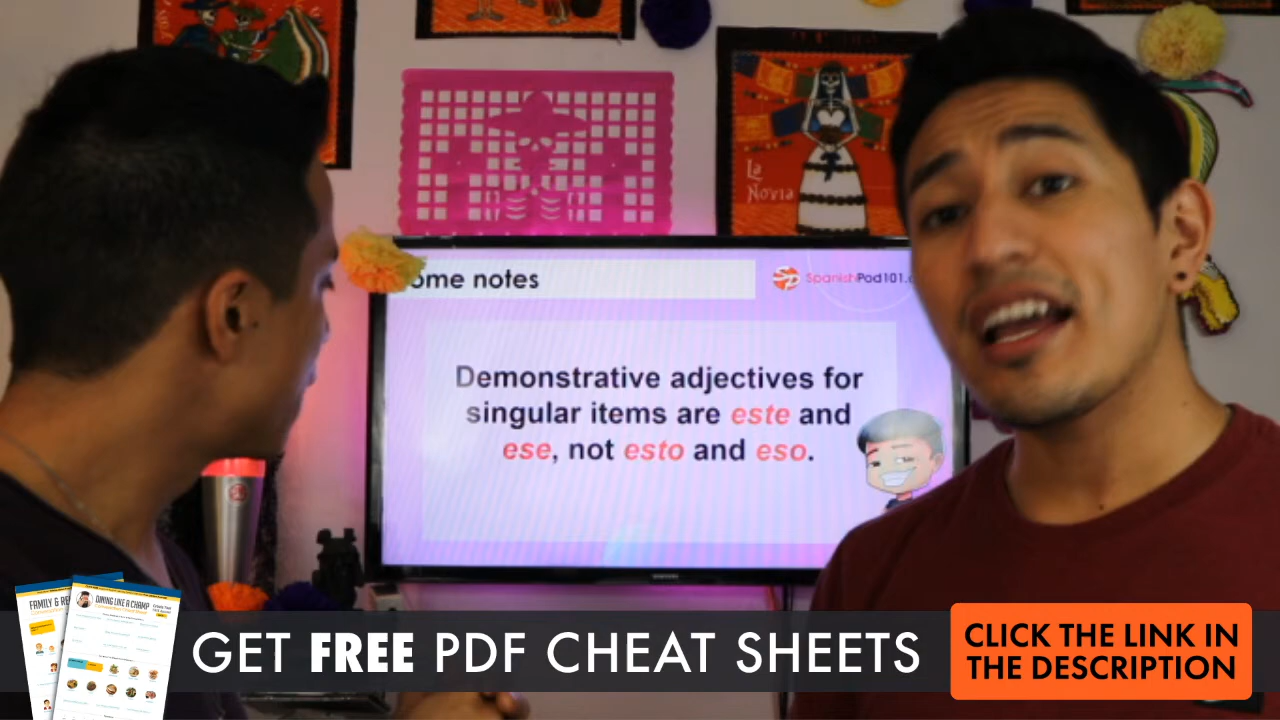 La
Novia
ome notes
SpanishPod101.c
Demonstrative adjectives for
singular items are este and
ese, not esto and eso.
FAMILY & RE
DINING LIKE A CHAMP
GET FREE PDF CHEAT SHEETS
CLICK THE LINK IN
THE DESCRIPTION